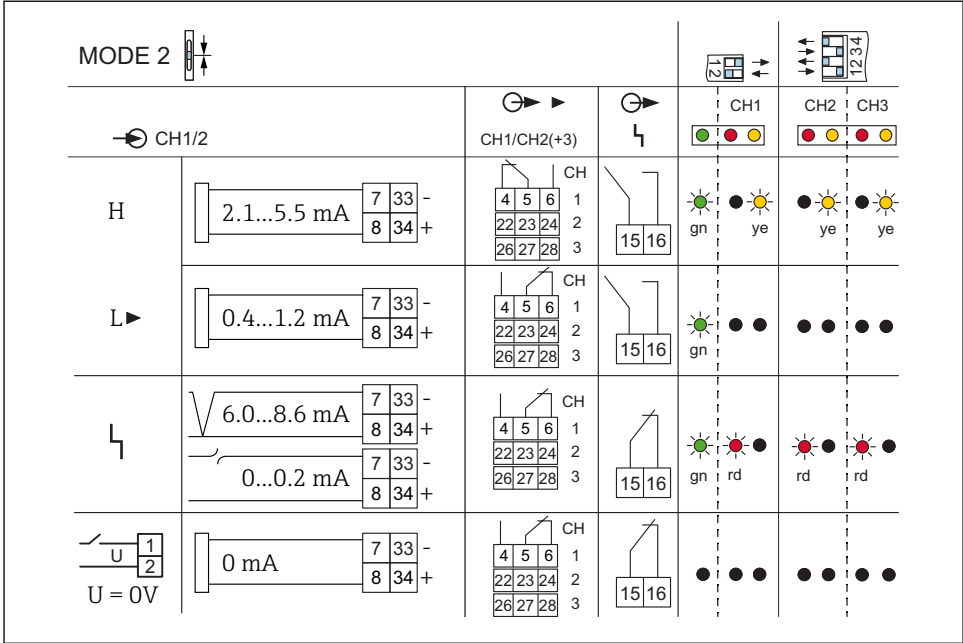 MODE 2
1 2
1 2 3 4
CH1/2
CH1/CH2(+3)
CH1
CH2 CH3
H
2.1...5.5 mA
7 33 -
8 34 +
CH
4 5 6 1
22 23 24 2
26 27 28 3
15 16
gn ye ye ye
L
0.4...1.2 mA
7 33 -
8 34 +
CH
4 5 6 1
22 23 24 2
26 27 28 3
15 16
gn
6.0...8.6 mA
7 33 -
8 34 +
0...0.2 mA
7 33 -
8 34 +
CH
4 5 6 1
22 23 24 2
26 27 28 3
15 16
gn rd rd rd
U 1
2
U = 0V
0 mA
7 33 -
8 34 +
CH
4 5 6 1
22 23 24 2
26 27 28 3
15 16